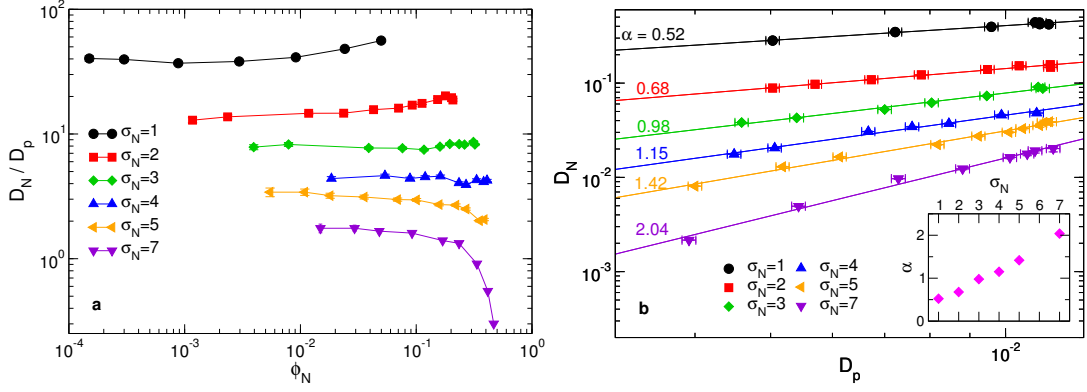 10^2
10^1
10^0
D_N / D_p
σ_N=1
σ_N=2
σ_N=3
σ_N=4
σ_N=5
σ_N=7
a
10^-4
10^-3
10^-2
10^-1
10^0
ϕ_N
D_N
10^-1
10^-2
10^-3
α = 0.52
0.68
0.98
1.15
1.42
2.04
σ_N=1
σ_N=4
σ_N=2
σ_N=5
σ_N=3
σ_N=7
b
σ_N
1 2 3 4 5 7
α
2
1
0
10^-2
D_p